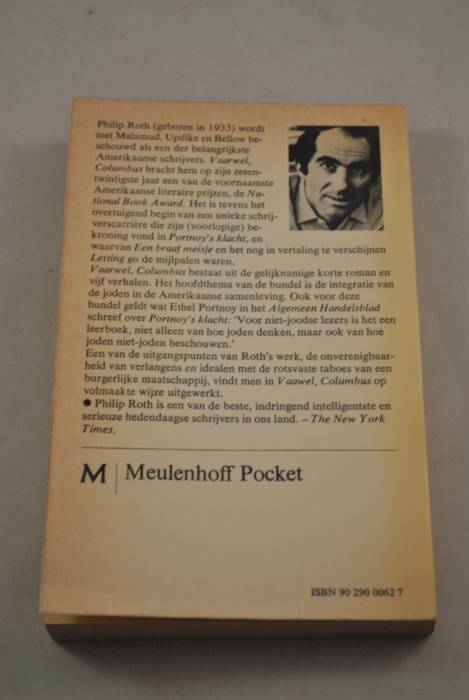 Philip Roth (geboren in 1933) wordt
met Malamud, Updike en Bellow be-
schouwd als een der belangrijkste
Amerikaanse schrijvers. Vaarwel,
Columbus bracht hem op zijn zesen-
twintigste jaar een van de voornaamste
Amerikaanse literaire prijzen, de Na-
tional Book Award. Het is tevens het
overtuigend begin van een unieke schrij-
verscarrière die zijn (voorlopige) be-
kroning vond in Portnoy's klacht, en
waarvan Een braaf meisje en het nog in vertaling te verschijnen
Letting go de mijlpalen waren.
Vaarwel, Columbus bestaat uit de gelijknamige korte roman en
vijf verhalen. Het hoofdthema van de bundel is de integratie van
de joden in de Amerikaanse samenleving. Ook voor deze
bundel geldt wat Ethel Portnoy in het Algemeen Handelsblad
schreef over Portnoy's klacht: 'Voor niet-joodse lezers is het een
leerboek, niet alleen van hoe joden denken, maar ook van hoe
joden niet-joden beschouwen.'
Een van de uitgangspunten van Roth's werk, de onverenigbaar-
heid van verlangens en idealen met de rotsvaste taboes van een
burgerlijke maatschappij, vindt men in Vaawel, Columbus op
volmaakte wijze uitgewerkt.
● Philip Roth is een van de beste, indringend intelligentste en
serieuze hedendaagse schrijvers in ons land. – The New York
Times.
M | Meulenhoff Pocket
ISBN 90 290 0062 7